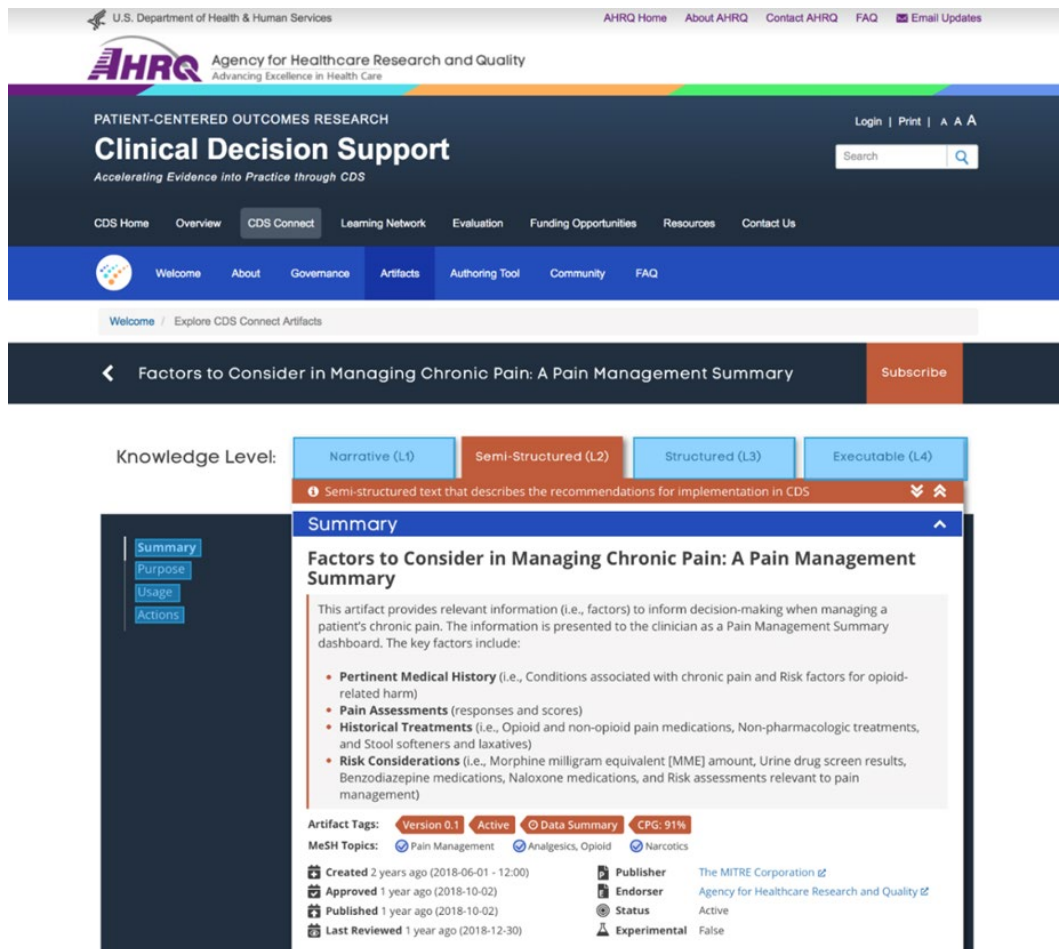 U.S. Department of Health & Human Services
AHRQ Home About AHRQ Contact AHRQ FAQ Email Updates
AHRQ Agency for Healthcare Research and Quality
Advancing Excellence in Health Care
PATIENT-CENTERED OUTCOMES RESEARCH
Login | Print | A A A
Clinical Decision Support
Search
Accelerating Evidence into Practice through CDS
CDS Home Overview CDS Connect Learning Network Evaluation Funding Opportunities Resources Contact Us
Welcome About Governance Artifacts Authoring Tool Community FAQ
Welcome / Explore CDS Connect Artifacts
Factors to Consider in Managing Chronic Pain: A Pain Management Summary Subscribe
Knowledge Level: Narrative (L1) Semi-Structured (L2) Structured (L3) Executable (L4)
Semi-structured text that describes the recommendations for implementation in CDS
Summary
Summary
Purpose
Usage
Actions
Factors to Consider in Managing Chronic Pain: A Pain Management
Summary
This artifact provides relevant information (i.e., factors) to inform decision-making when managing a
patient's chronic pain. The information is presented to the clinician as a Pain Management Summary
dashboard. The key factors include:
• Pertinent Medical History (i.e., Conditions associated with chronic pain and Risk factors for opioid-
related harm)
• Pain Assessments (responses and scores)
• Historical Treatments (i.e., Opioid and non-opioid pain medications, Non-pharmacologic treatments,
and Stool softeners and laxatives)
• Risk Considerations (i.e., Morphine milligram equivalent [MME] amount, Urine drug screen results,
Benzodiazepine medications, Naloxone medications, and Risk assessments relevant to pain
management)
Artifact Tags: Version 0.1 Active Data Summary CPG: 91%
MeSH Topics: Pain Management Analgesics, Opioid Narcotics
Created 2 years ago (2018-06-01 - 12:00) Publisher The MITRE Corporation
Approved 1 year ago (2018-10-02) Endorser Agency for Healthcare Research and Quality
Published 1 year ago (2018-10-02) Status Active
Last Reviewed 1 year ago (2018-12-30) Experimental False